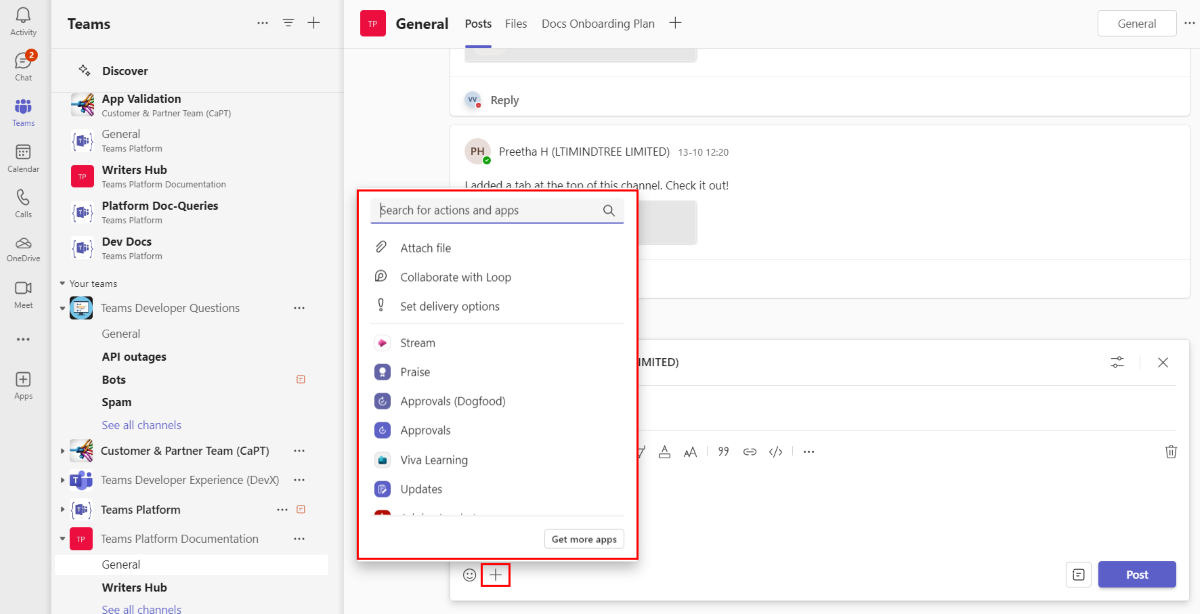 Activity
2
Chat
Teams
Calendar
Calls
OneDrive
Meet
Apps
Teams
Discover
App Validation
Customer & Partner Team (CaPT)
General
Teams Platform
TP
Writers Hub
Teams Platform Documentation
Platform Doc-Queries
Teams Platform
Dev Docs
Teams Platform
Your teams
Teams Developer Questions
General
API outages
Bots
Spam
See all channels
Customer & Partner Team (CaPT)
Teams Developer Experience (DevX)
Teams Platform
TP
Teams Platform Documentation
General
Writers Hub
See all channels
TP
General
Posts
Files
Docs Onboarding Plan
General
VV
Reply
PH
Preetha H (LTIMINDTREE LIMITED) 13-10 12:20
I added a tab at the top of this channel. Check it out!
Search for actions and apps
Attach file
Collaborate with Loop
Set delivery options
Stream
Praise
Approvals (Dogfood)
Approvals
Viva Learning
Updates
Get more apps
IMITED)
Post